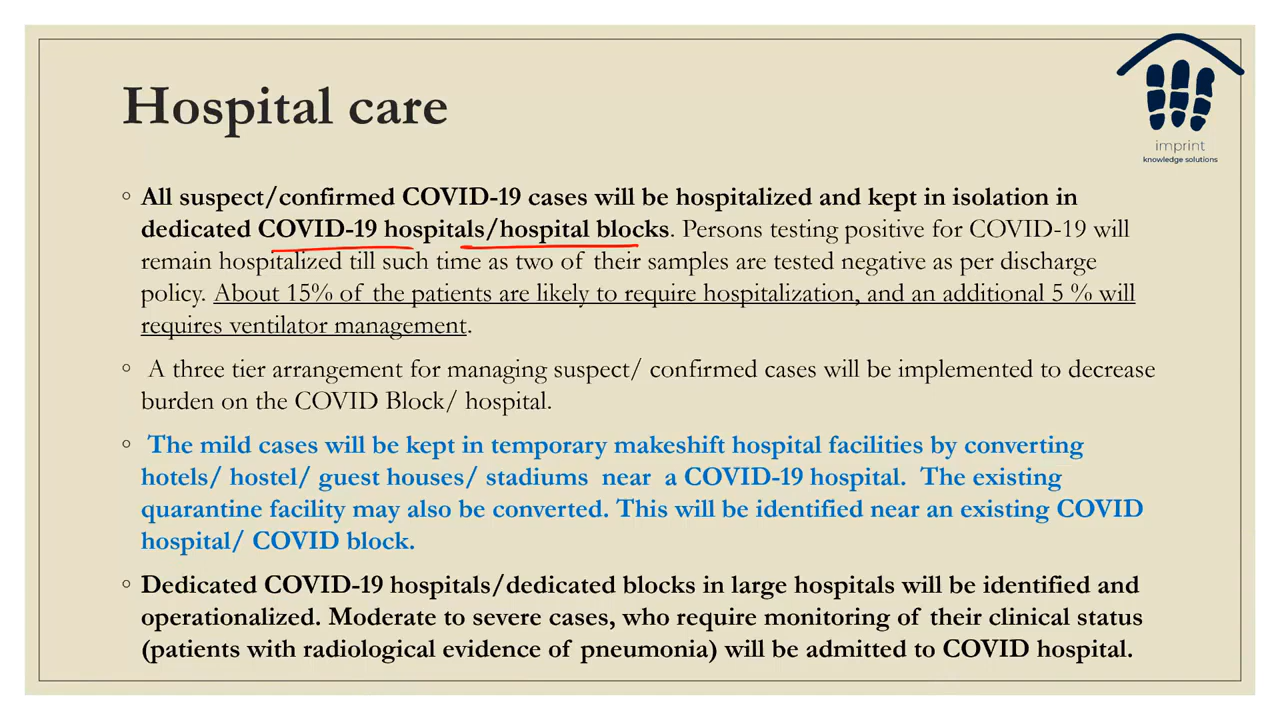 imprint
knowledge solutions
Hospital care
◦ All suspect/confirmed COVID-19 cases will be hospitalized and kept in isolation in
dedicated COVID-19 hospitals/hospital blocks. Persons testing positive for COVID-19 will
remain hospitalized till such time as two of their samples are tested negative as per discharge
policy. About 15% of the patients are likely to require hospitalization, and an additional 5 % will
requires ventilator management.
◦ A three tier arrangement for managing suspect/ confirmed cases will be implemented to decrease
burden on the COVID Block/ hospital.
◦ The mild cases will be kept in temporary makeshift hospital facilities by converting
hotels/ hostel/ guest houses/ stadiums near a COVID-19 hospital. The existing
quarantine facility may also be converted. This will be identified near an existing COVID
hospital/ COVID block.
◦ Dedicated COVID-19 hospitals/dedicated blocks in large hospitals will be identified and
operationalized. Moderate to severe cases, who require monitoring of their clinical status
(patients with radiological evidence of pneumonia) will be admitted to COVID hospital.